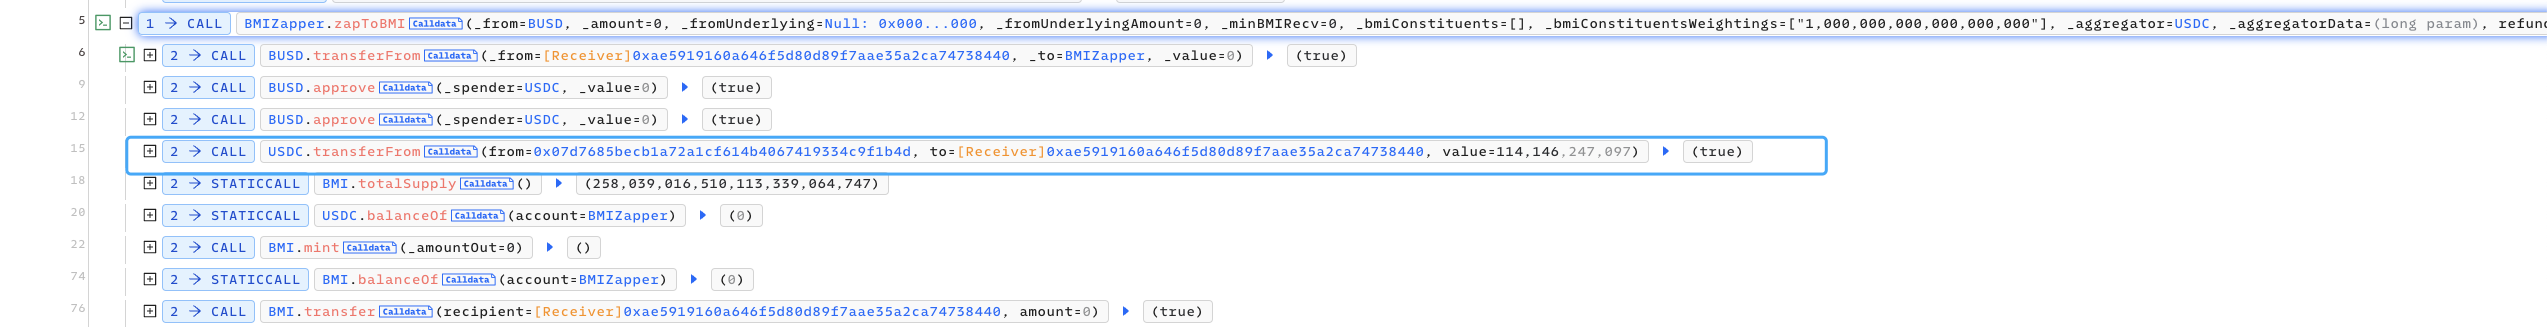 5 1 → CALL BMIZapper.zapToBMI Calldata (_from=BUSD, _amount=0, _fromUnderlying=Null: 0x000...000, _fromUnderlyingAmount=0, _minBMIRecv=0, _bmiConstituents=[], _bmiConstituentsWeightings=["1,000,000,000,000,000,000"], _aggregator=USDC, _aggregatorData=(long param), refund
6 2 → CALL BUSD.transferFrom Calldata (_from=[Receiver]0xae5919160a646f5d80d89f7aae35a2ca74738440, _to=BMIZapper, _value=0) ▶ (true)
9 2 → CALL BUSD.approve Calldata (_spender=USDC, _value=0) ▶ (true)
12 2 → CALL BUSD.approve Calldata (_spender=USDC, _value=0) ▶ (true)
15 2 → CALL USDC.transferFrom Calldata (from=0x07d7685becb1a72a1cf614b4067419334c9f1b4d, to=[Receiver]0xae5919160a646f5d80d89f7aae35a2ca74738440, value=114,146,247,097) ▶ (true)
18 2 → STATICCALL BMI.totalSupply Calldata () ▶ (258,039,016,510,113,339,064,747)
20 2 → STATICCALL USDC.balanceOf Calldata (account=BMIZapper) ▶ (0)
22 2 → CALL BMI.mint Calldata (_amountOut=0) ▶ ()
74 2 → STATICCALL BMI.balanceOf Calldata (account=BMIZapper) ▶ (0)
76 2 → CALL BMI.transfer Calldata (recipient=[Receiver]0xae5919160a646f5d80d89f7aae35a2ca74738440, amount=0) ▶ (true)